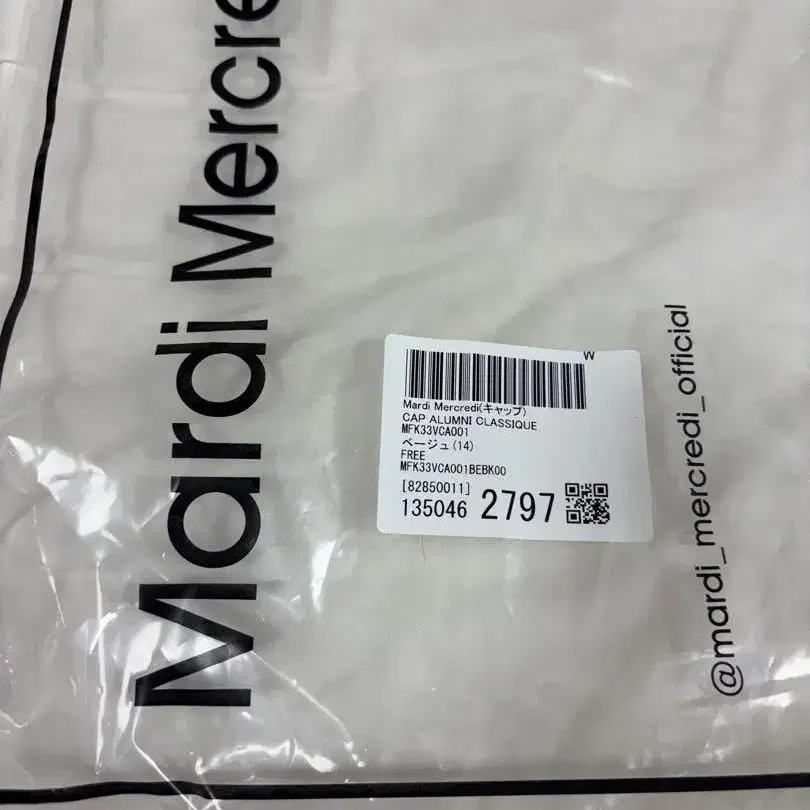 Mardi Mercre
W
Mardi Mercredi(キャップ)
CAP ALUMNI CLASSIQUE
MFK33VCA001
ベージュ(14)
FREE
MFK33VCA001BEBK00
[82850011]
135046 2797
@mardi_mercredi_official